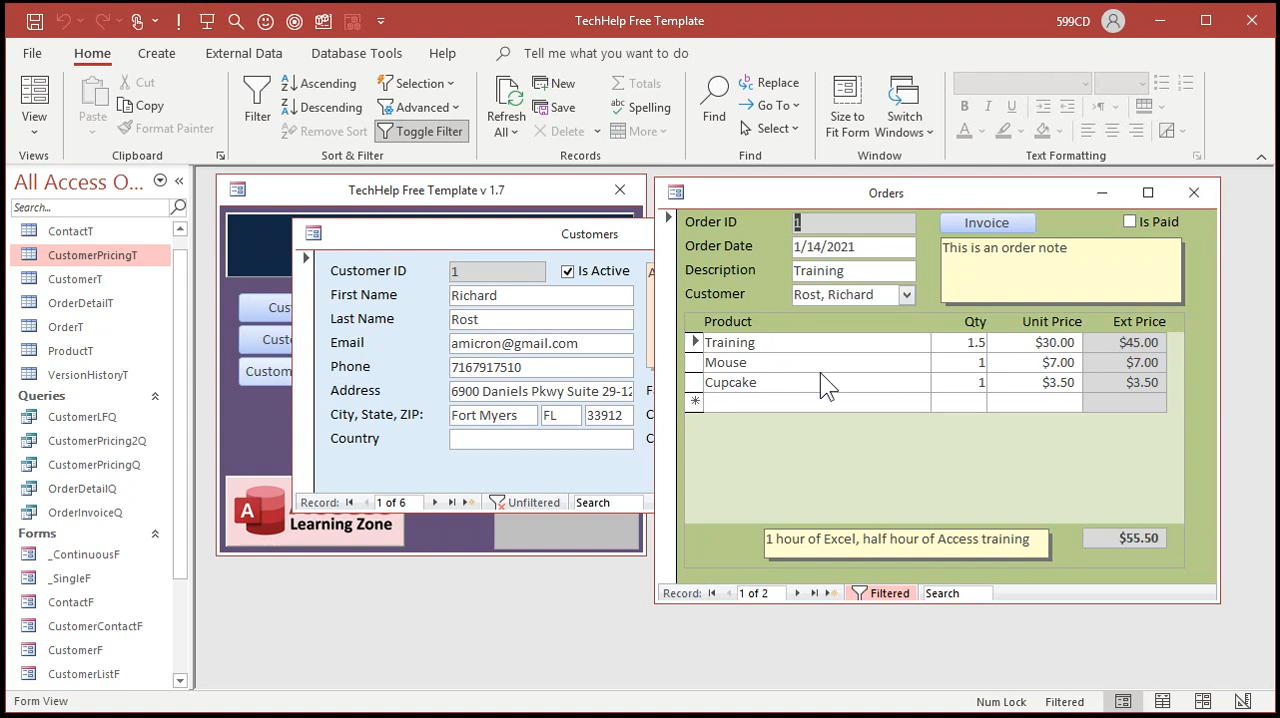 TechHelp Free Template
599CD
File Home Create External Data Database Tools Help Tell me what you want to do
View
Views
Paste
Cut
Copy
Format Painter
Clipboard
Filter
Ascending
Descending
Remove Sort
Selection
Advanced
Toggle Filter
Sort & Filter
Refresh All
New
Save
Delete
Totals
Spelling
More
Records
Find
Replace
Go To
Select
Find
Size to Fit Form
Switch Windows
Window
B I U
A
Text Formatting
All Access O...
Search...
ContactT
CustomerPricingT
CustomerT
OrderDetailT
OrderT
ProductT
VersionHistoryT
Queries
CustomerLFQ
CustomerPricing2Q
CustomerPricingQ
OrderDetailQ
OrderInvoiceQ
Forms
_ContinuousF
_SingleF
ContactF
CustomerContactF
CustomerF
CustomerListF
TechHelp Free Template v 1.7
Cus
Custo
Custom
A
Learning Zone
Customers
Customer ID 1 Is Active
First Name Richard
Last Name Rost
Email amicron@gmail.com
Phone 7167917510
Address 6900 Daniels Pkwy Suite 29-12
City, State, ZIP: Fort Myers FL 33912
Country
Record: 1 of 6 Unfiltered Search
Orders
Order ID 1 Invoice Is Paid
Order Date 1/14/2021
Description Training
Customer Rost, Richard
This is an order note
Product Qty Unit Price Ext Price
Training 1.5 $30.00 $45.00
Mouse 1 $7.00 $7.00
Cupcake 1 $3.50 $3.50
1 hour of Excel, half hour of Access training $55.50
Record: 1 of 2 Filtered Search
Form View Num Lock Filtered